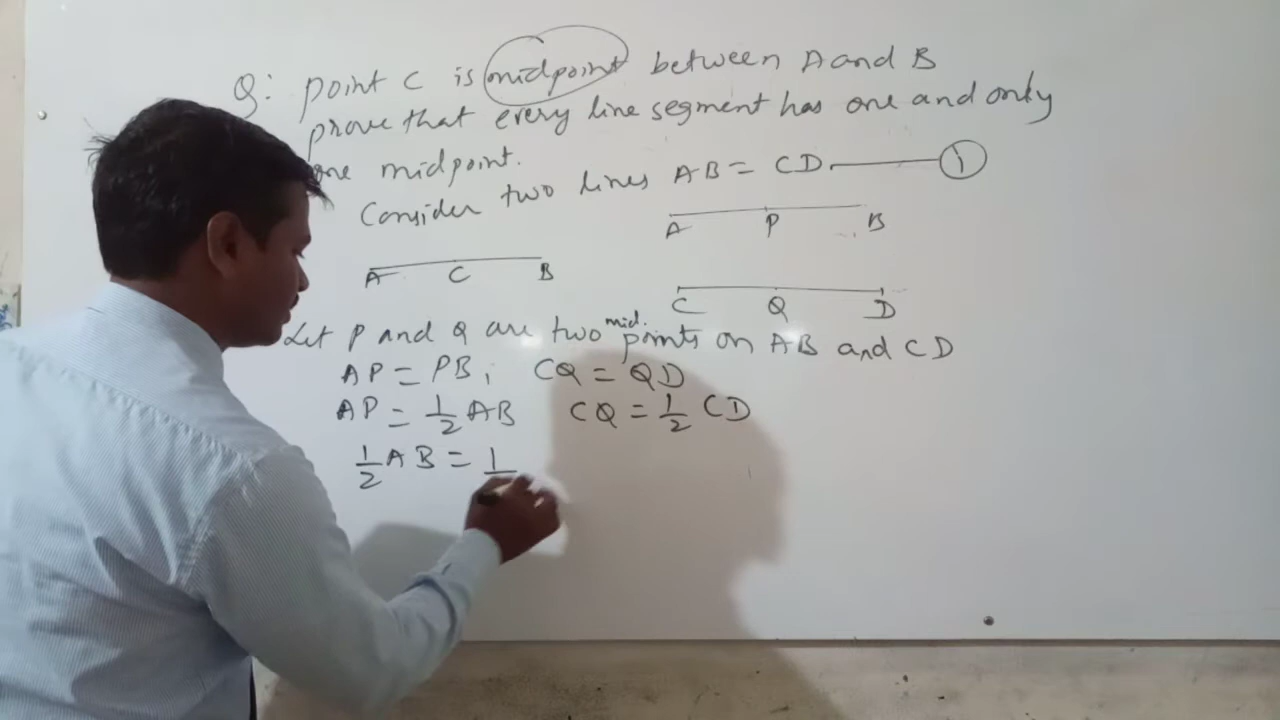 Q: point C is midpoint between A and B
prove that every line segment has one and only
one midpoint.
Consider two lines AB = CD 1
A P B
A C B
C Q D
Let P and Q are two mid. points on AB and CD
AP = PB, CQ = QD
AP = 1/2 AB CQ = 1/2 CD
1/2 AB = 1